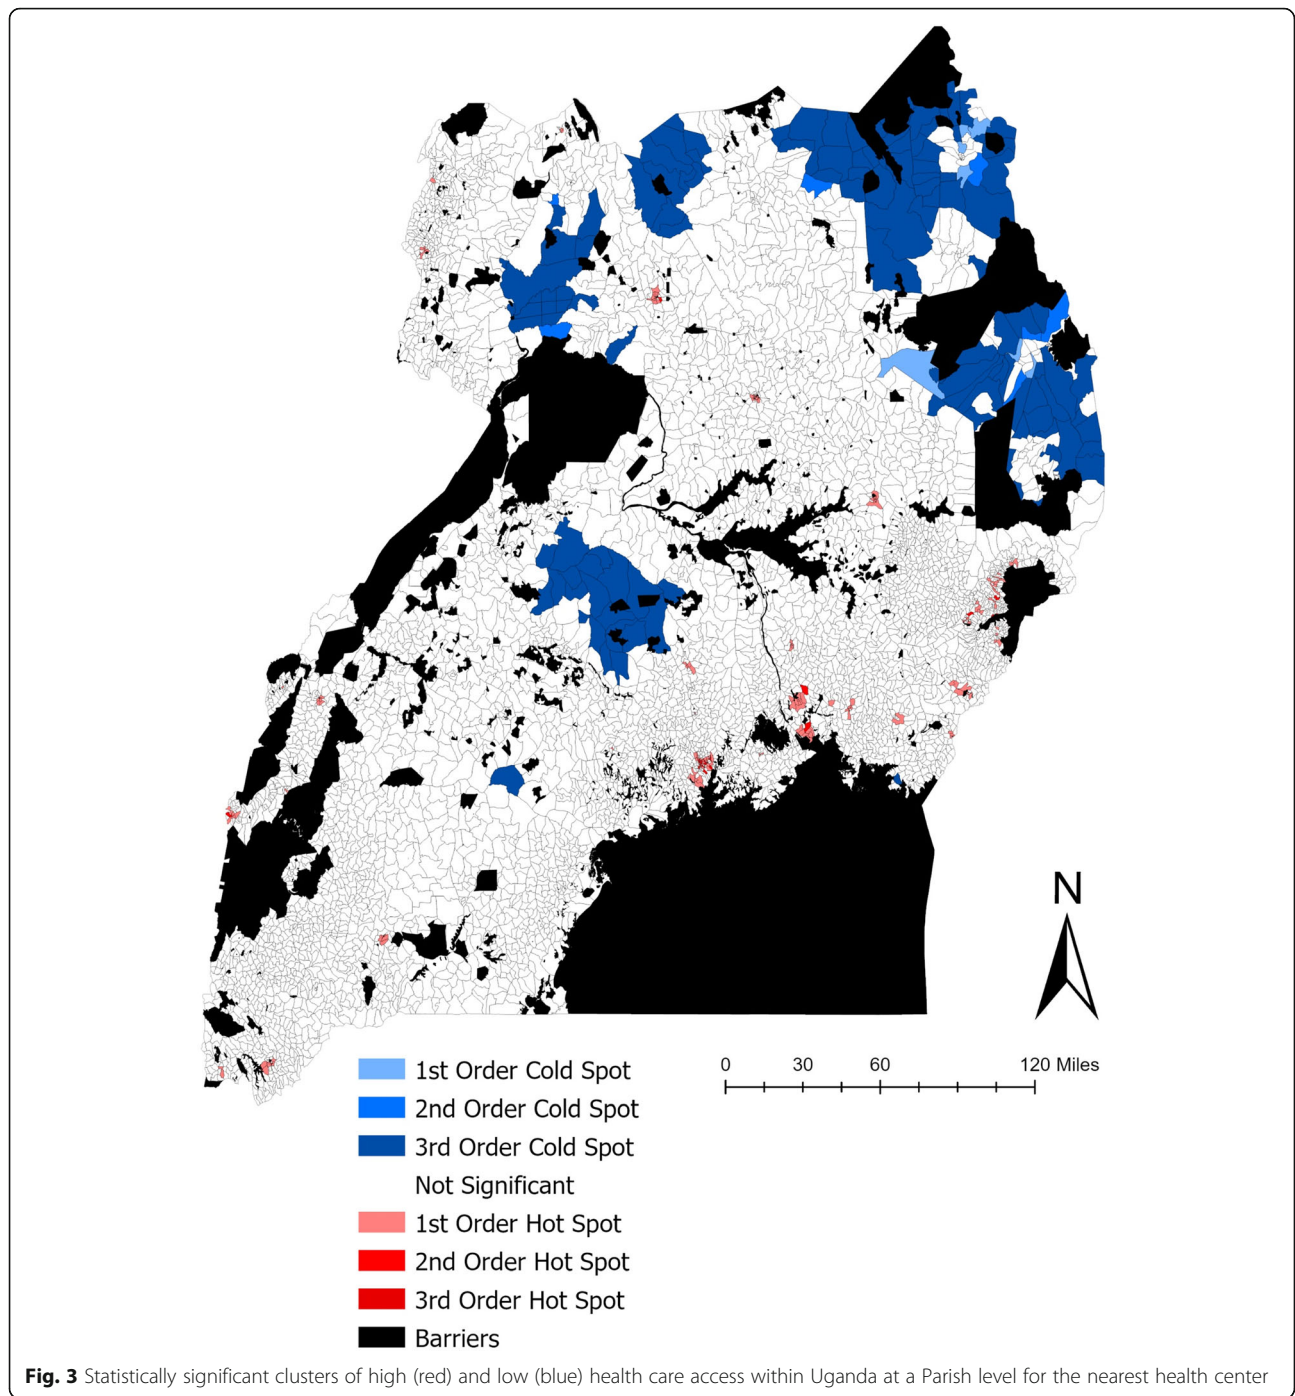 N
0 30 60 120 Miles
1st Order Cold Spot
2nd Order Cold Spot
3rd Order Cold Spot
Not Significant
1st Order Hot Spot
2nd Order Hot Spot
3rd Order Hot Spot
Barriers
Fig. 3 Statistically significant clusters of high (red) and low (blue) health care access within Uganda at a Parish level for the nearest health center